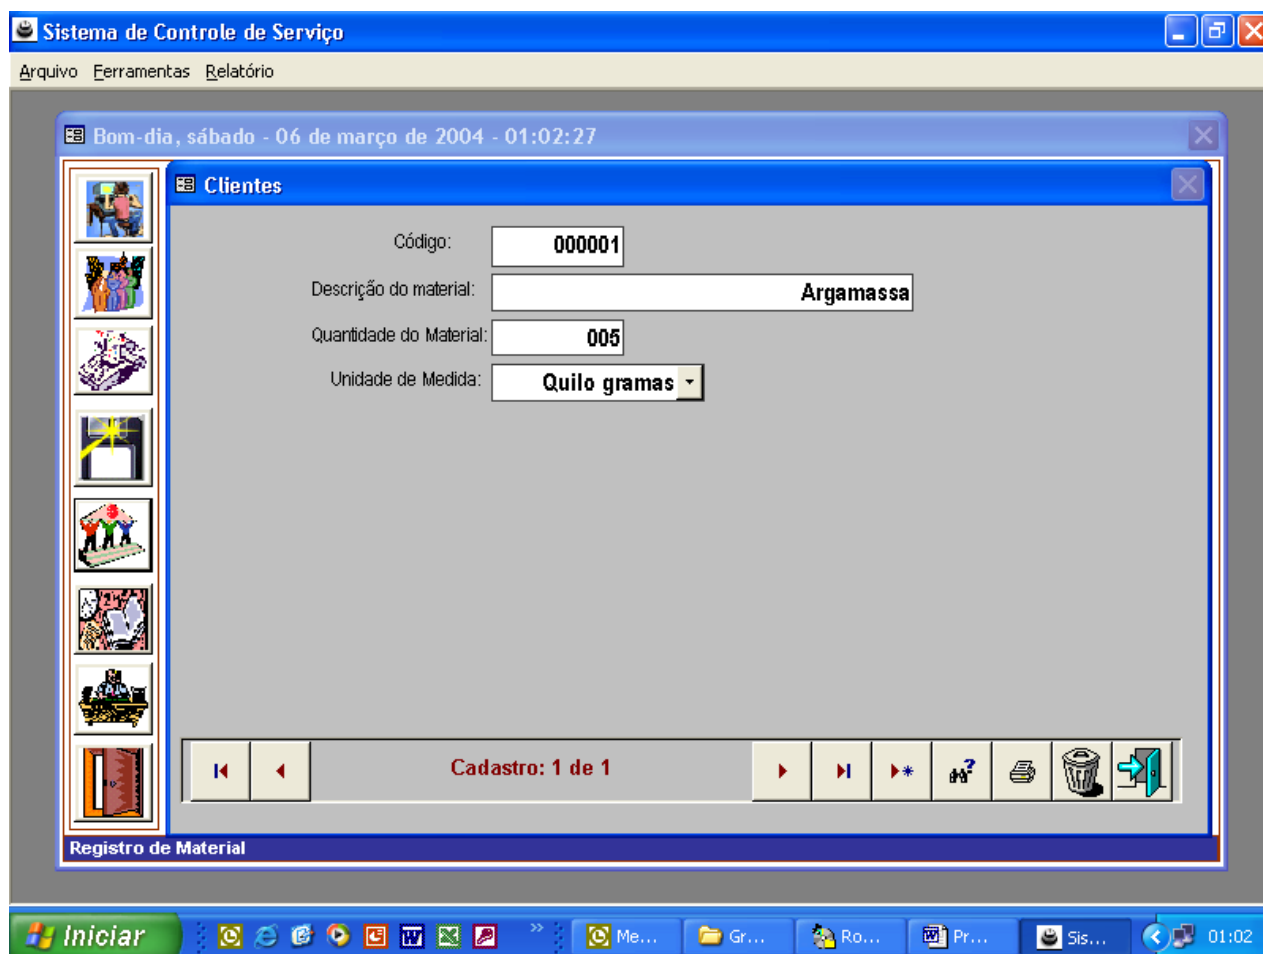 Sistema de Controle de Serviço
Arquivo Ferramentas Relatório
Bom-dia, sábado - 06 de março de 2004 - 01:02:27
Clientes
Código: 000001
Descrição do material: Argamassa
Quantidade do Material: 005
Unidade de Medida: Quilo gramas
Cadastro: 1 de 1
Registro de Material
Iniciar Me... Gr... Ro... Pr... Sis... 01:02